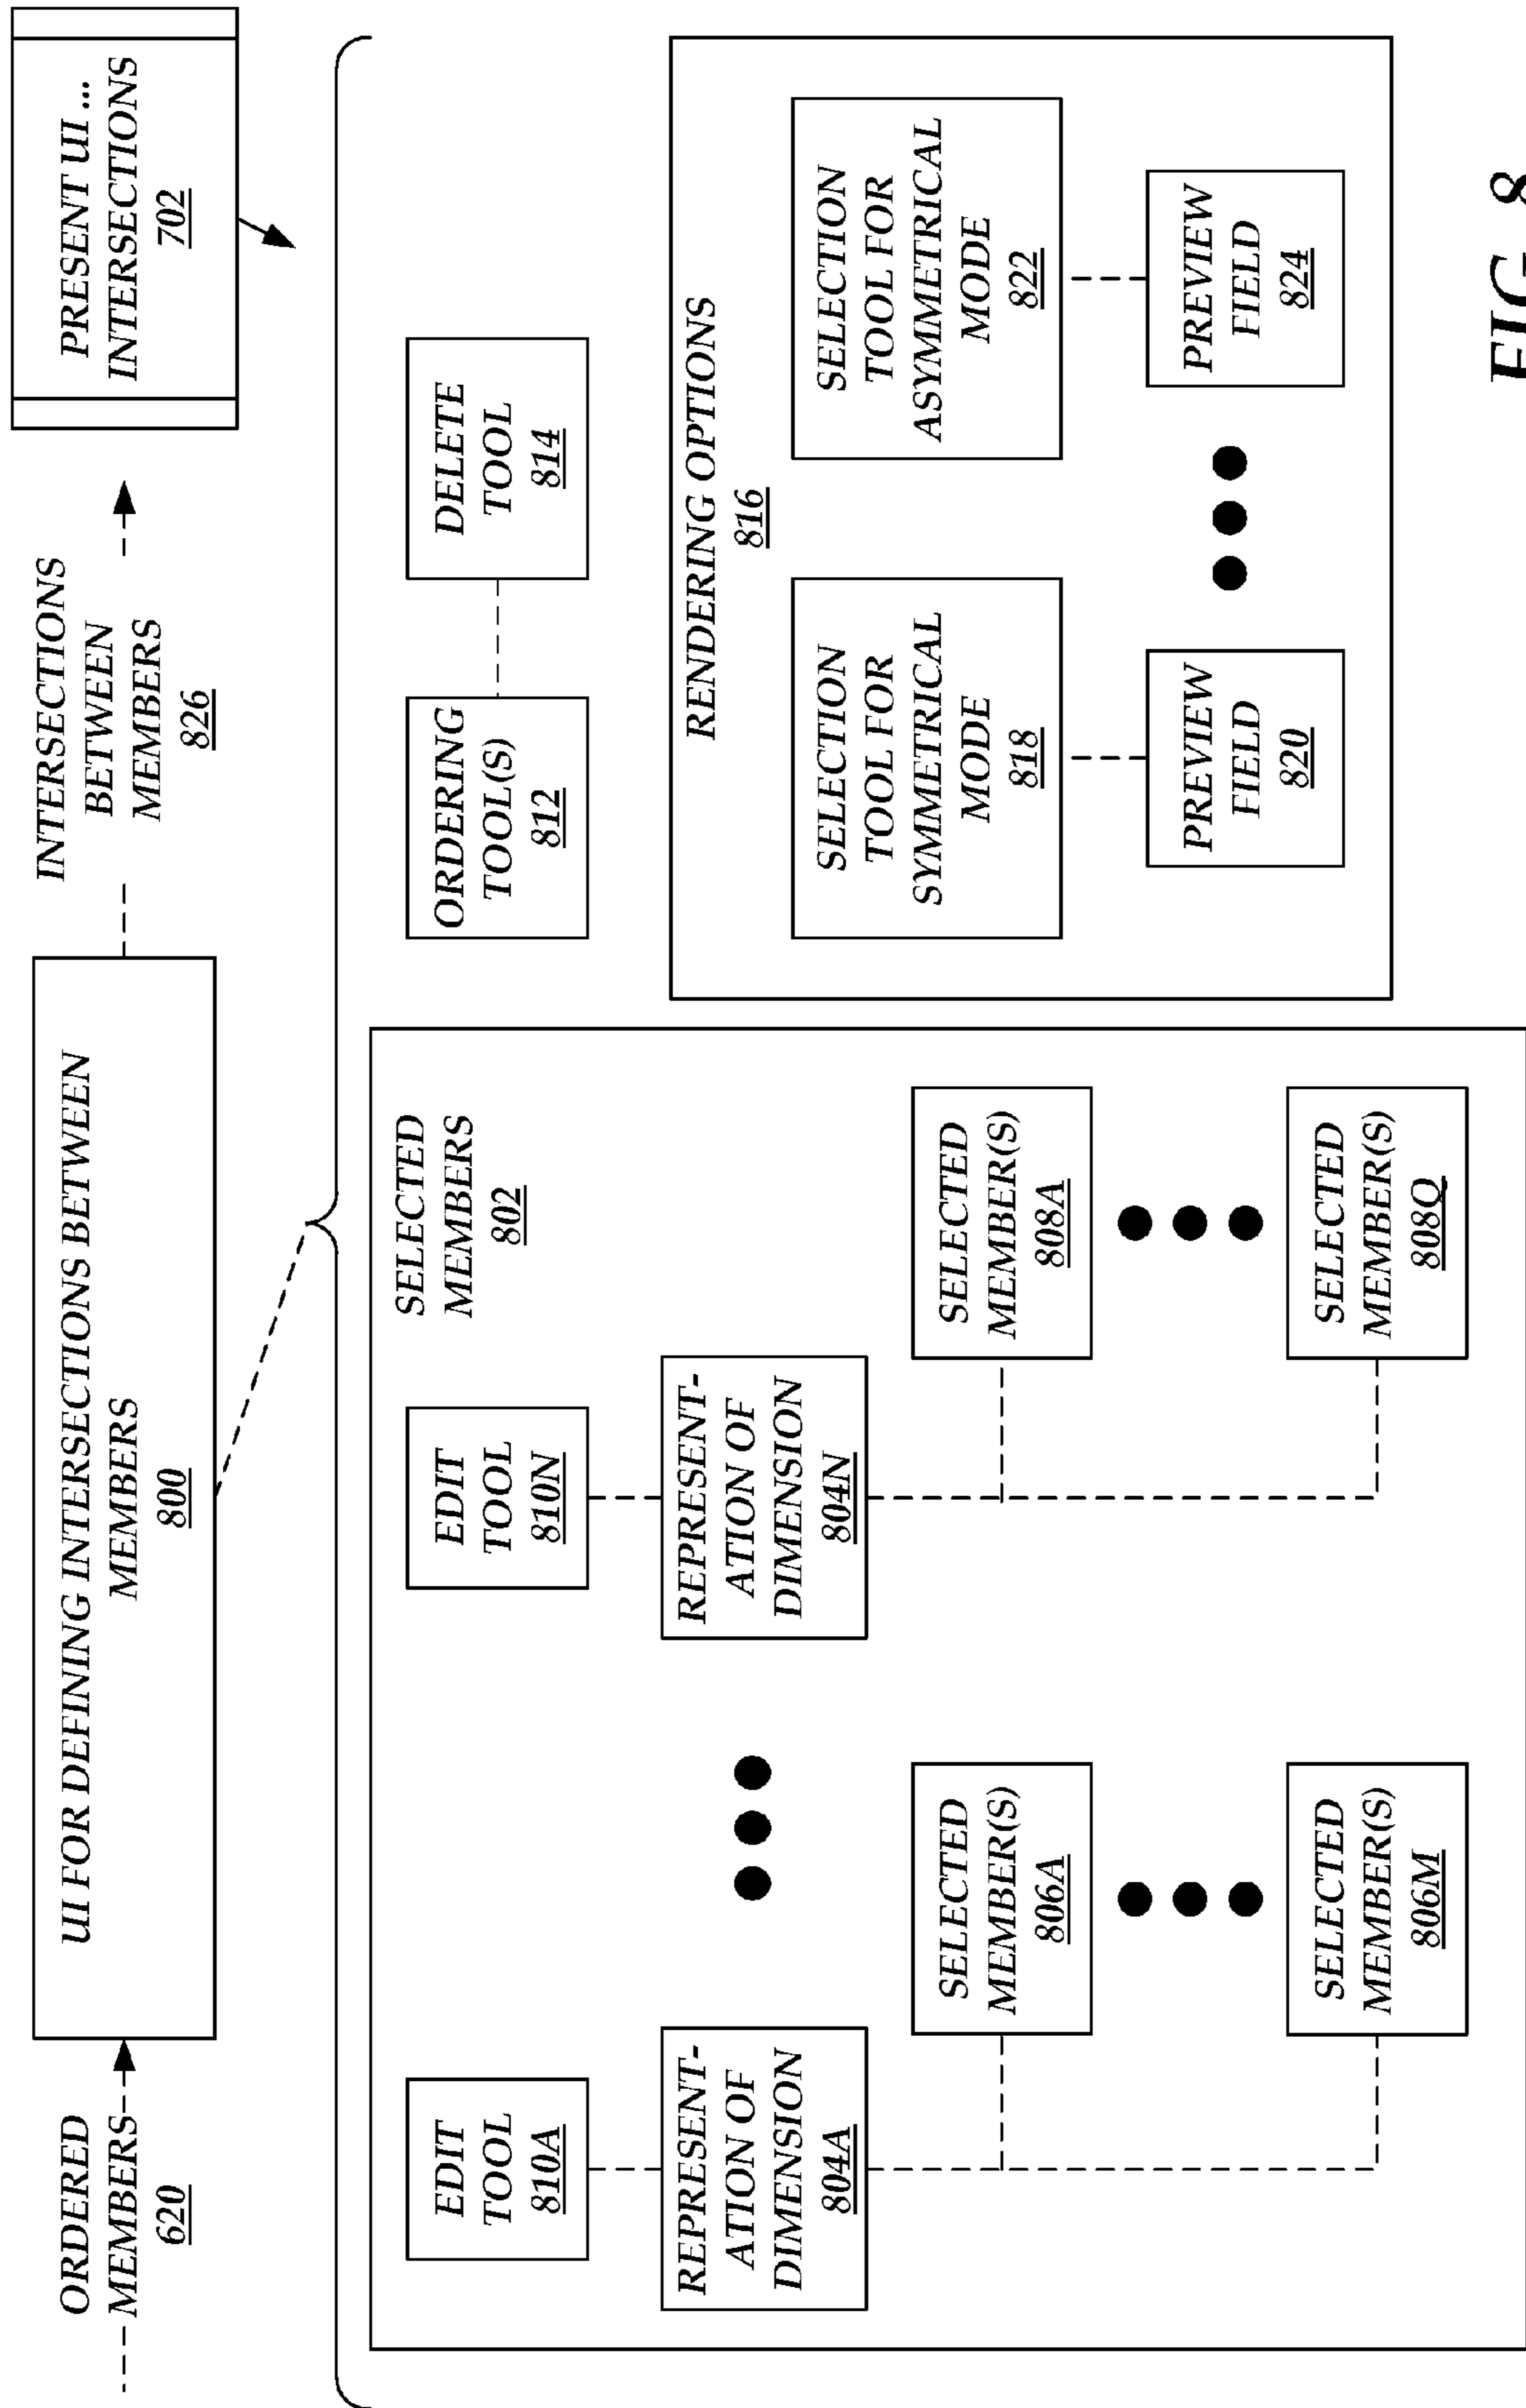 ORDERED
MEMBERS
620
UI FOR DEFINING INTERSECTIONS BETWEEN
MEMBERS
800
INTERSECTIONS
BETWEEN
MEMBERS
826
PRESENT UI ...
INTERSECTIONS
702
SELECTED
MEMBERS
802
EDIT
TOOL
810A
REPRESENT-
ATION OF
DIMENSION
804A
SELECTED
MEMBER(S)
806A
SELECTED
MEMBER(S)
806M
EDIT
TOOL
810N
REPRESENT-
ATION OF
DIMENSION
804N
SELECTED
MEMBER(S)
808A
SELECTED
MEMBER(S)
808Q
ORDERING
TOOL(S)
812
DELETE
TOOL
814
RENDERING OPTIONS
816
SELECTION
TOOL FOR
SYMMETRICAL
MODE
818
PREVIEW
FIELD
820
SELECTION
TOOL FOR
ASYMMETRICAL
MODE
822
PREVIEW
FIELD
824
FIG. 8